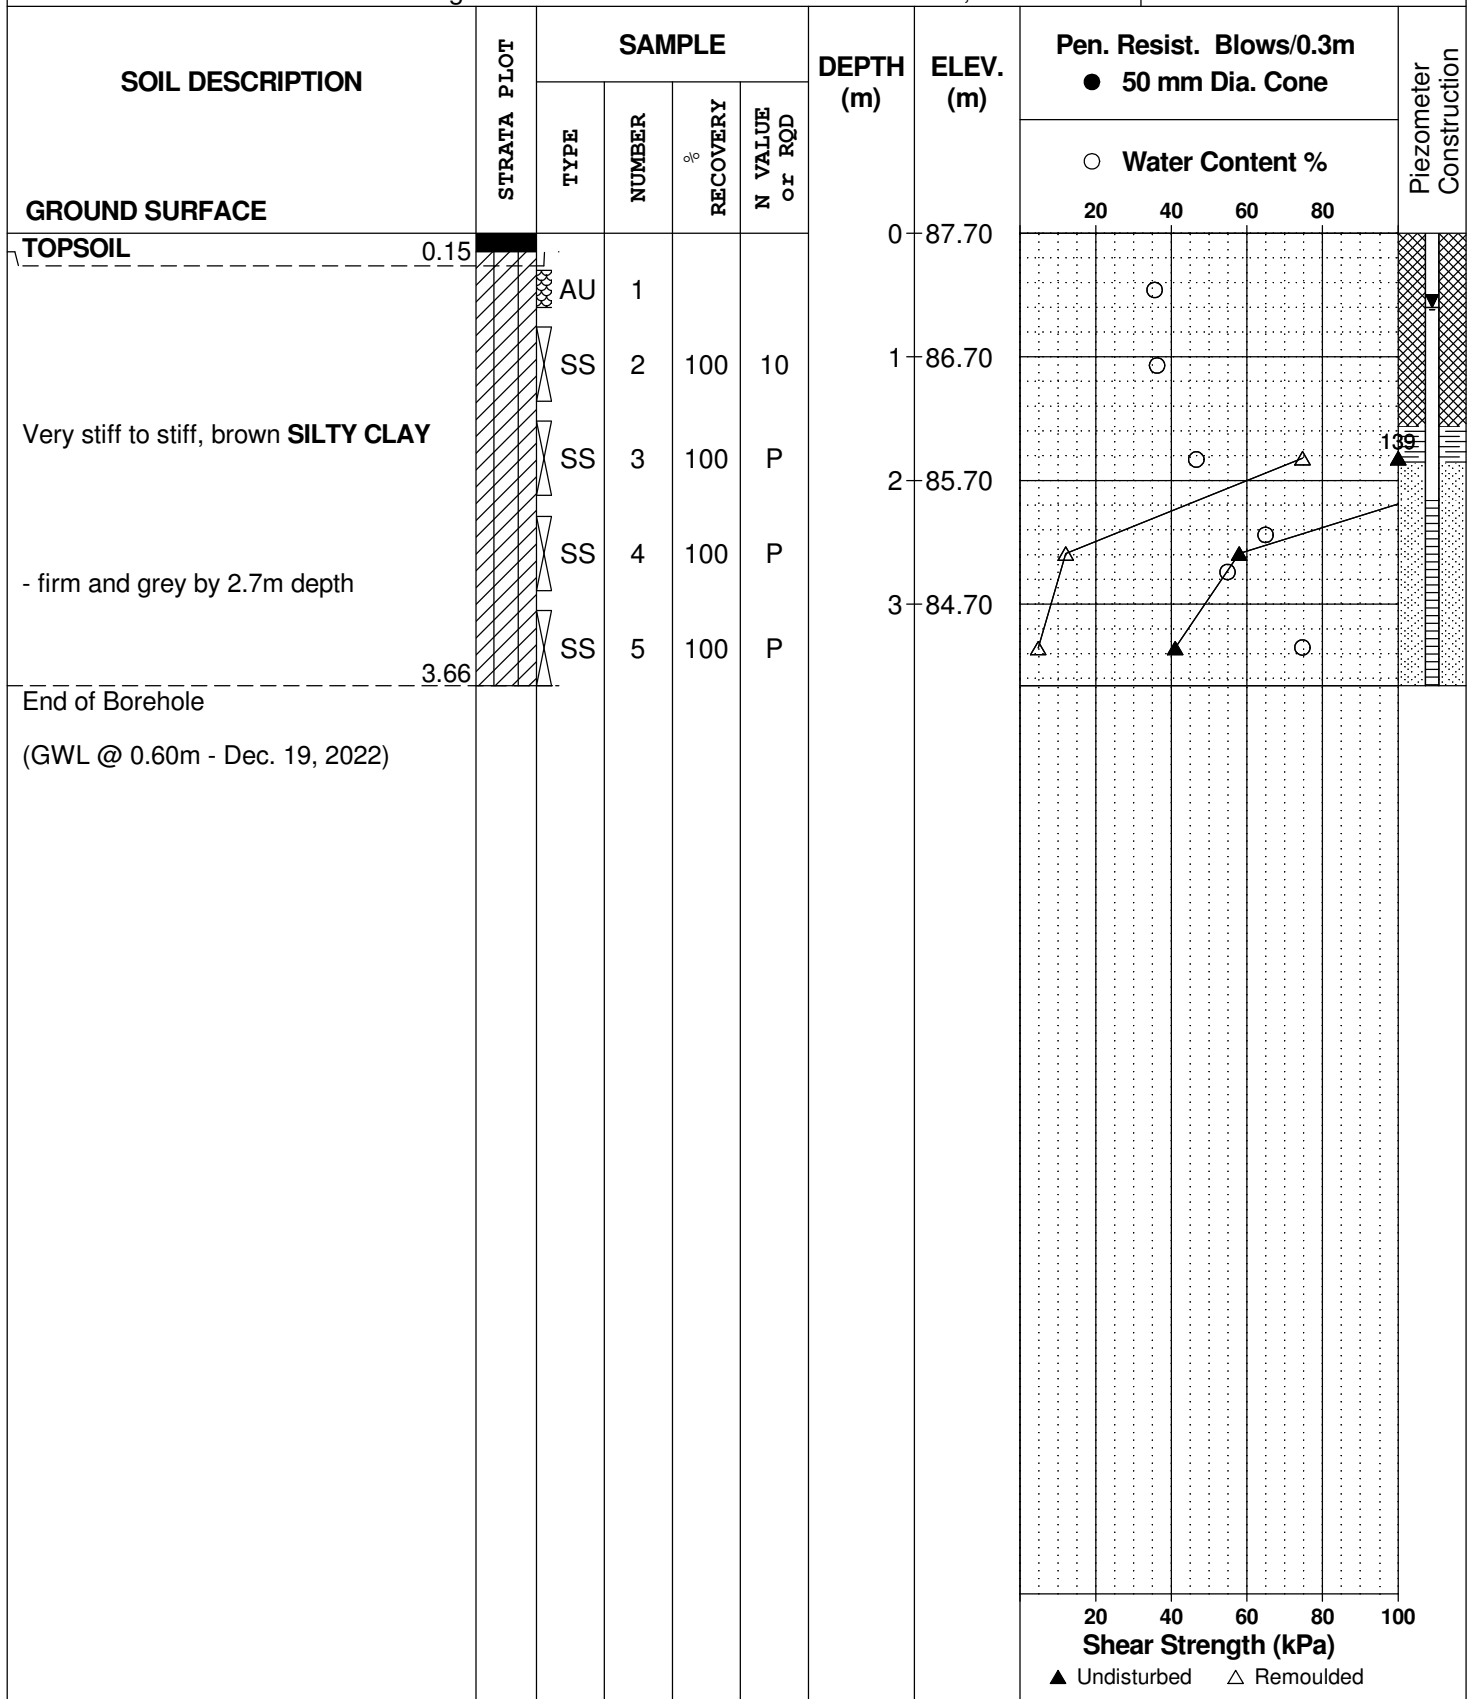 SOIL DESCRIPTION
GROUND SURFACE
STRATA PLOT
SAMPLE
TYPE
NUMBER
% RECOVERY
N VALUE
or RQD
DEPTH
(m)
ELEV.
(m)
Pen. Resist. Blows/0.3m
● 50 mm Dia. Cone
○ Water Content %
20 40 60 80
Piezometer
Construction
TOPSOIL 0.15
0 87.70
AU 1
SS 2 100 10
1 86.70
Very stiff to stiff, brown SILTY CLAY
139
SS 3 100 P
2 85.70
SS 4 100 P
- firm and grey by 2.7m depth
3 84.70
SS 5 100 P
3.66
End of Borehole
(GWL @ 0.60m - Dec. 19, 2022)
20 40 60 80 100
Shear Strength (kPa)
▲ Undisturbed △ Remoulded